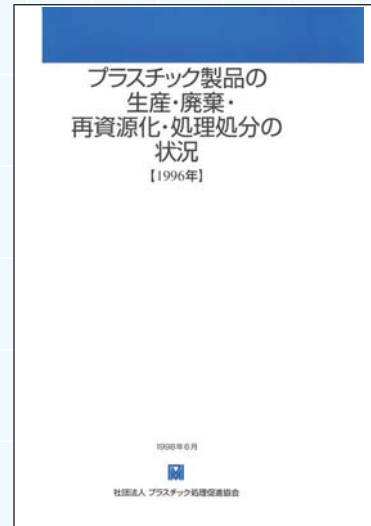 プラスチック製品の
生産・廃棄・
再資源化・処理処分の
状況
【1996年】
1998年6月
社団法人 プラスチック処理促進協会